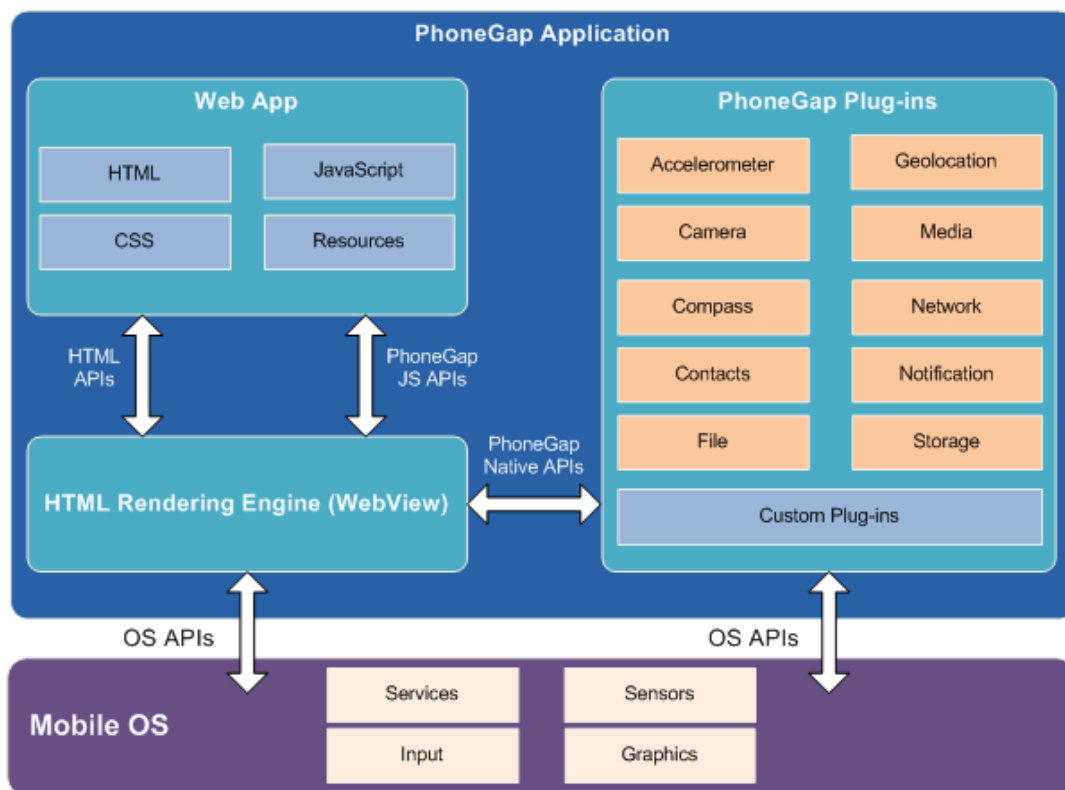 PhoneGap Application
Web App
HTML
JavaScript
CSS
Resources
HTML
APIs
PhoneGap
JS APIs
HTML Rendering Engine (WebView)
PhoneGap
Native APIs
PhoneGap Plug-ins
Accelerometer
Geolocation
Camera
Media
Compass
Network
Contacts
Notification
File
Storage
Custom Plug-ins
OS APIs
OS APIs
Mobile OS
Services
Sensors
Input
Graphics